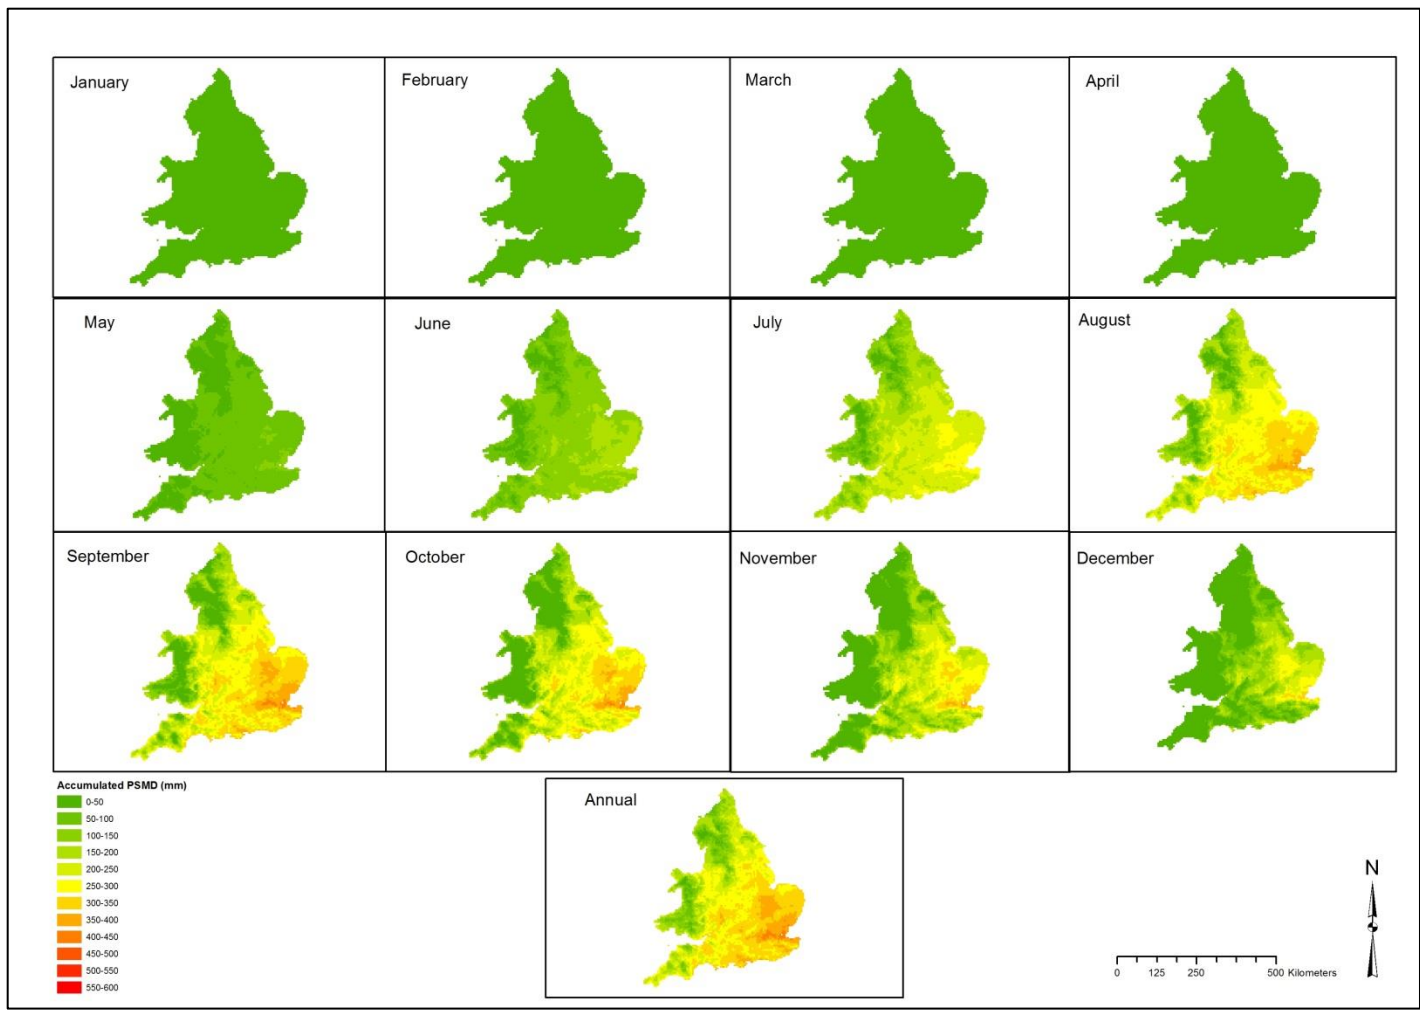 January
February
March
April
May
June
July
August
September
October
November
December
Accumulated PSMD (mm)
0-50
50-100
100-150
150-200
200-250
250-300
300-350
350-400
400-450
450-500
500-550
550-600
Annual
N
0 125 250 500 Kilometers